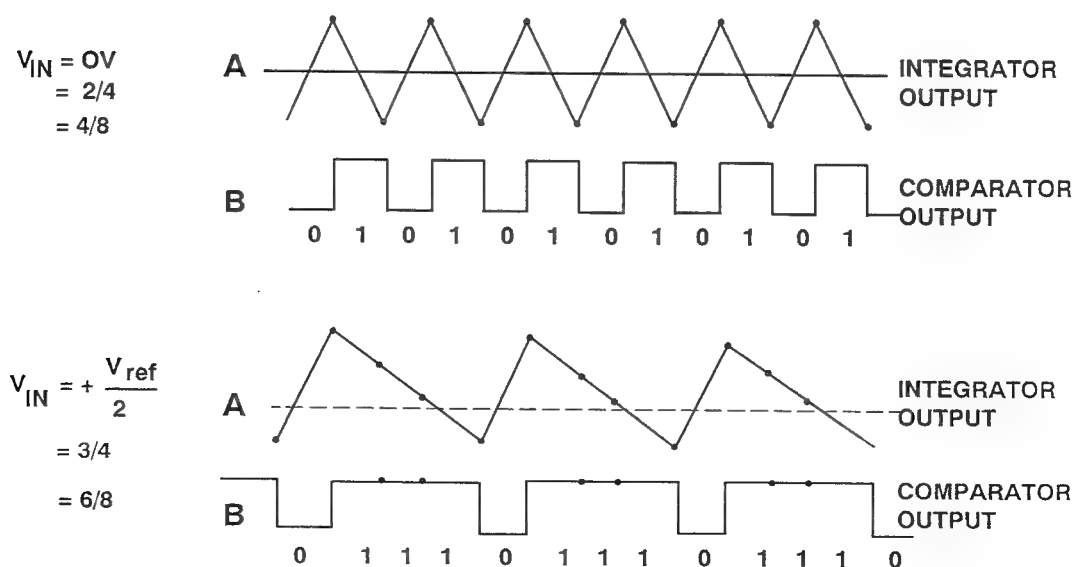 V_IN = OV
= 2/4
= 4/8
A
INTEGRATOR
OUTPUT
B
COMPARATOR
OUTPUT
0 1 0 1 0 1 0 1 0 1 0 1
V_IN = + V_ref / 2
= 3/4
= 6/8
A
INTEGRATOR
OUTPUT
B
COMPARATOR
OUTPUT
0 1 1 1 0 1 1 1 0 1 1 1 0